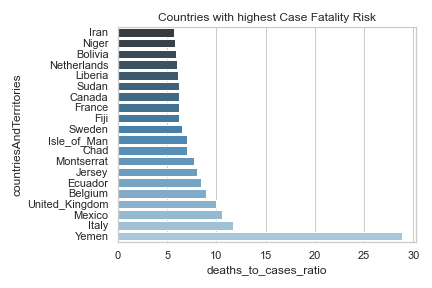 Countries with highest Case Fatality Risk
countriesAndTerritories
Iran
Niger
Bolivia
Netherlands
Liberia
Sudan
Canada
France
Fiji
Sweden
Isle_of_Man
Chad
Montserrat
Jersey
Ecuador
Belgium
United_Kingdom
Mexico
Italy
Yemen
0 5 10 15 20 25 30
deaths_to_cases_ratio